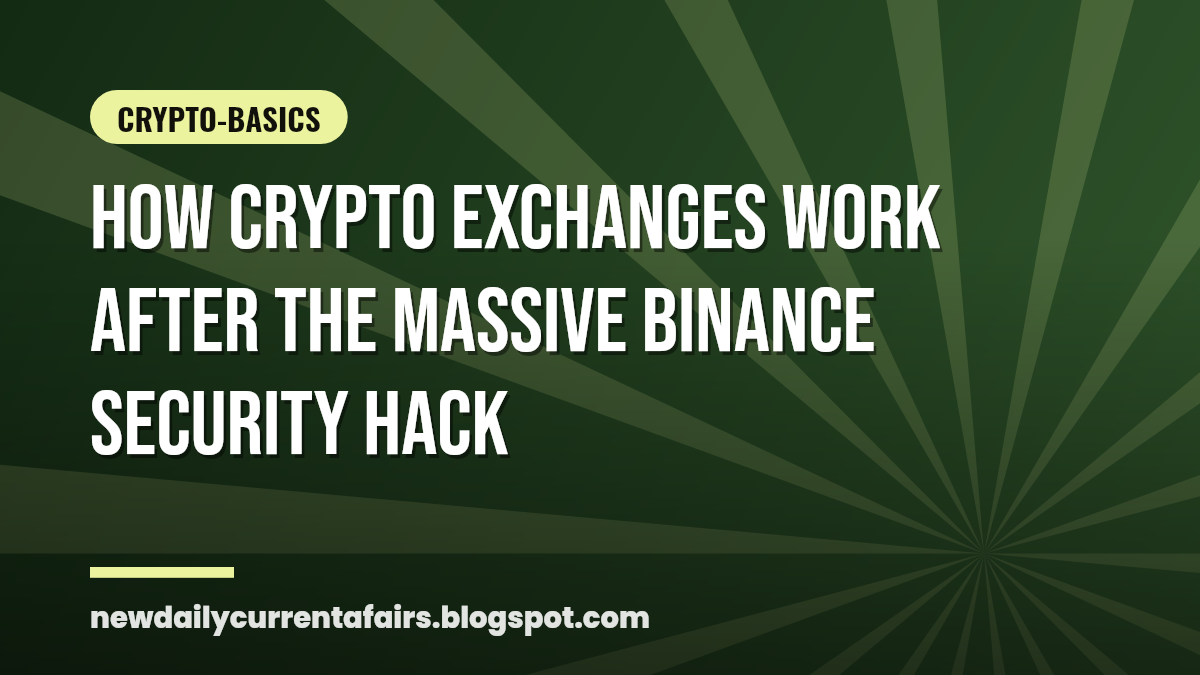 CRYPTO-BASICS
HOW CRYPTO EXCHANGES WORK
AFTER THE MASSIVE BINANCE
SECURITY HACK
newdailycurrentafairs.blogspot.com